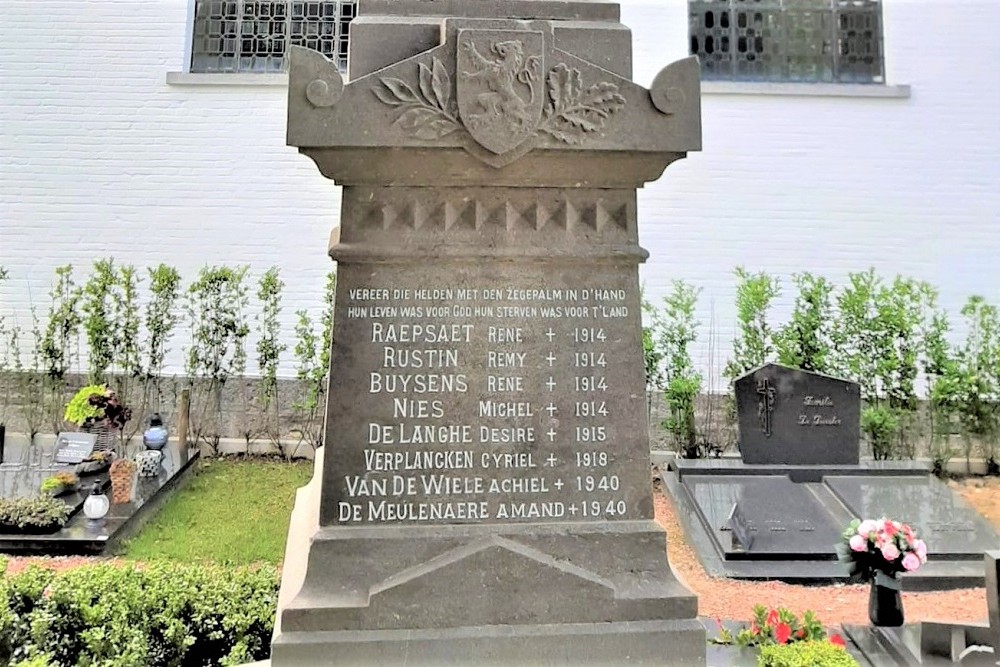 VEREER DIE HELDEN MET DEN ZEGEPALM IN D'HAND
HUN LEVEN WAS VOOR GOD HUN STERVEN WAS VOOR 'T LAND
RAEPSAET RENE + 1914
RUSTIN REMY + 1914
BUYSENS RENE + 1914
NIES MICHEL + 1914
DE LANGHE DESIRE + 1915
VERPLANCKEN CYRIEL + 1918
VAN DE WIELE ACHIEL + 1940
DE MEULENAERE AMAND + 1940